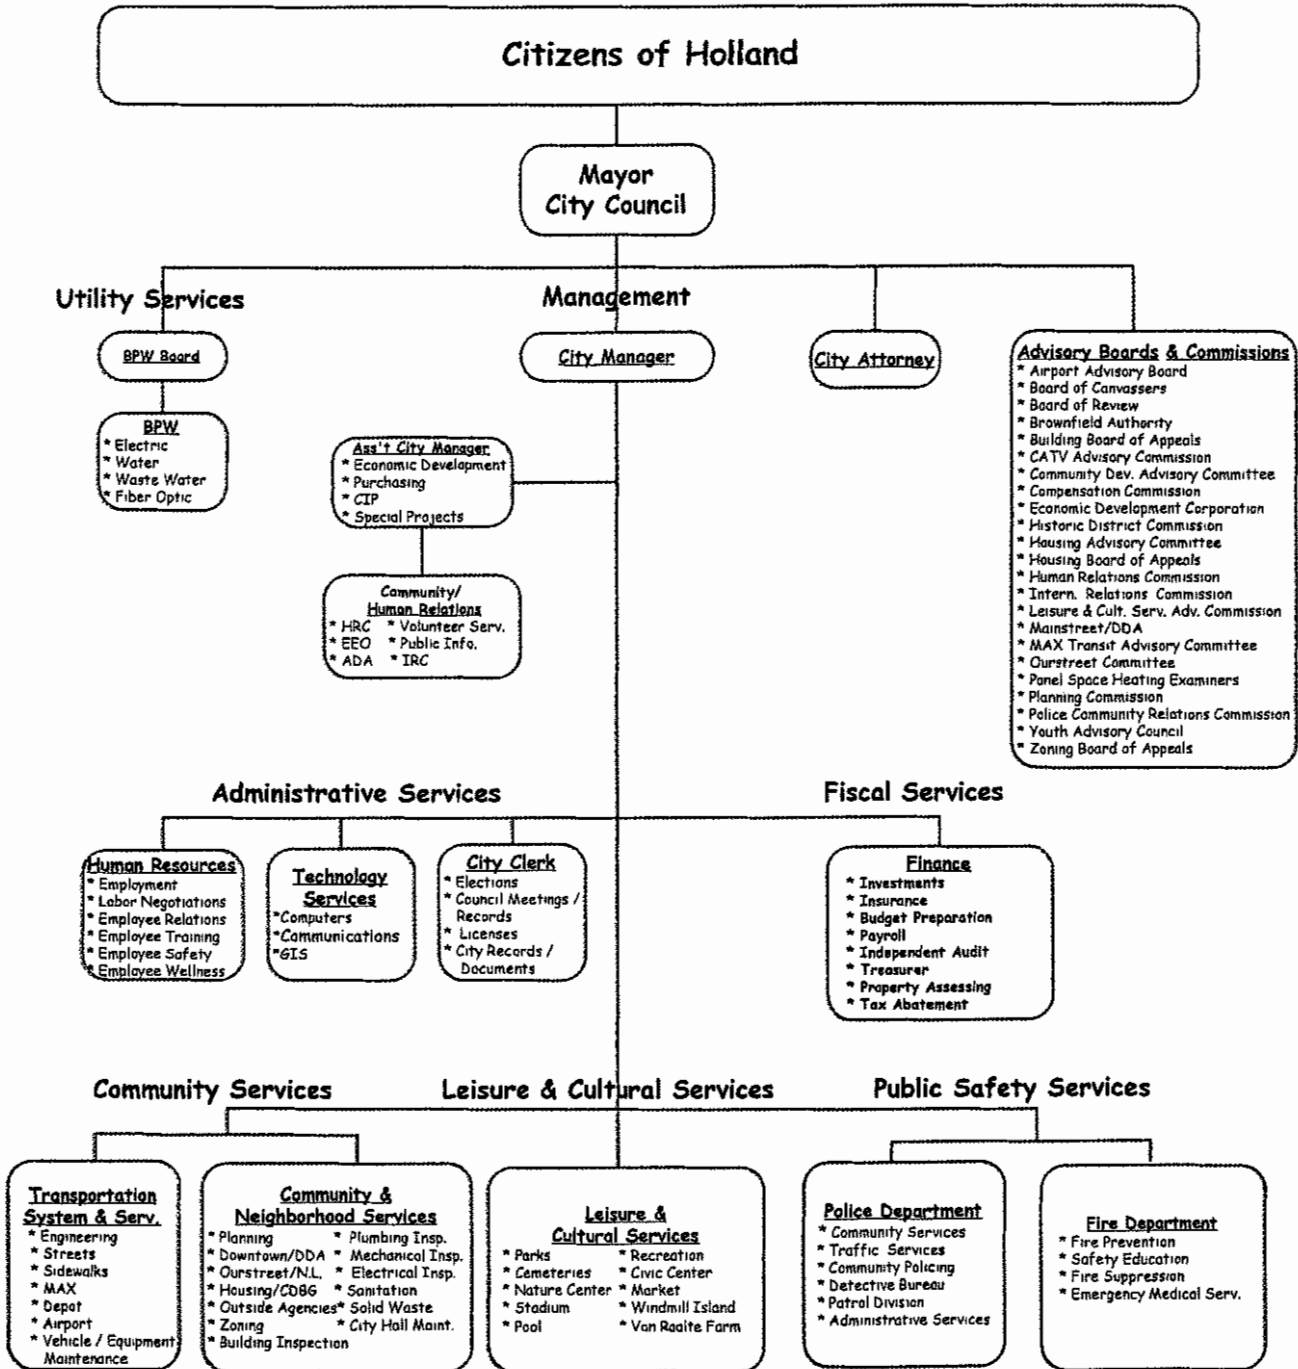 Citizens of Holland
Mayor
City Council
Utility Services
Management
BPW Board
City Manager
City Attorney
Advisory Boards & Commissions
* Airport Advisory Board
* Board of Canvassers
* Board of Review
* Brownfield Authority
* Building Board of Appeals
* CATV Advisory Commission
* Community Dev. Advisory Committee
* Compensation Commission
* Economic Development Corporation
* Historic District Commission
* Housing Advisory Committee
* Housing Board of Appeals
* Human Relations Commission
* Intern. Relations Commission
* Leisure & Cult. Serv. Adv. Commission
* Mainstreet/DDA
* MAX Transit Advisory Committee
* Ourstreet Committee
* Panel Space Heating Examiners
* Planning Commission
* Police Community Relations Commission
* Youth Advisory Council
* Zoning Board of Appeals
BPW
* Electric
* Water
* Waste Water
* Fiber Optic
Ass't City Manager
* Economic Development
* Purchasing
* CIP
* Special Projects
Community/
Human Relations
* HRC * Volunteer Serv.
* EEO * Public Info.
* ADA * IRC
Administrative Services
Fiscal Services
Human Resources
* Employment
* Labor Negotiations
* Employee Relations
* Employee Training
* Employee Safety
* Employee Wellness
Technology
Services
*Computers
*Communications
*GIS
City Clerk
* Elections
* Council Meetings /
Records
* Licenses
* City Records /
Documents
Finance
* Investments
* Insurance
* Budget Preparation
* Payroll
* Independent Audit
* Treasurer
* Property Assessing
* Tax Abatement
Community Services
Leisure & Cultural Services
Public Safety Services
Transportation
System & Serv.
* Engineering
* Streets
* Sidewalks
* MAX
* Depot
* Airport
* Vehicle / Equipment
Maintenance
Community &
Neighborhood Services
* Planning * Plumbing Insp.
* Downtown/DDA * Mechanical Insp.
* Ourstreet/N.L. * Electrical Insp.
* Housing/CDBG * Sanitation
* Outside Agencies* Solid Waste
* Zoning * City Hall Maint.
* Building Inspection
Leisure &
Cultural Services
* Parks * Recreation
* Cemeteries * Civic Center
* Nature Center * Market
* Stadium * Windmill Island
* Pool * Van Raalte Farm
Police Department
* Community Services
* Traffic Services
* Community Policing
* Detective Bureau
* Patrol Division
* Administrative Services
Fire Department
* Fire Prevention
* Safety Education
* Fire Suppression
* Emergency Medical Serv.